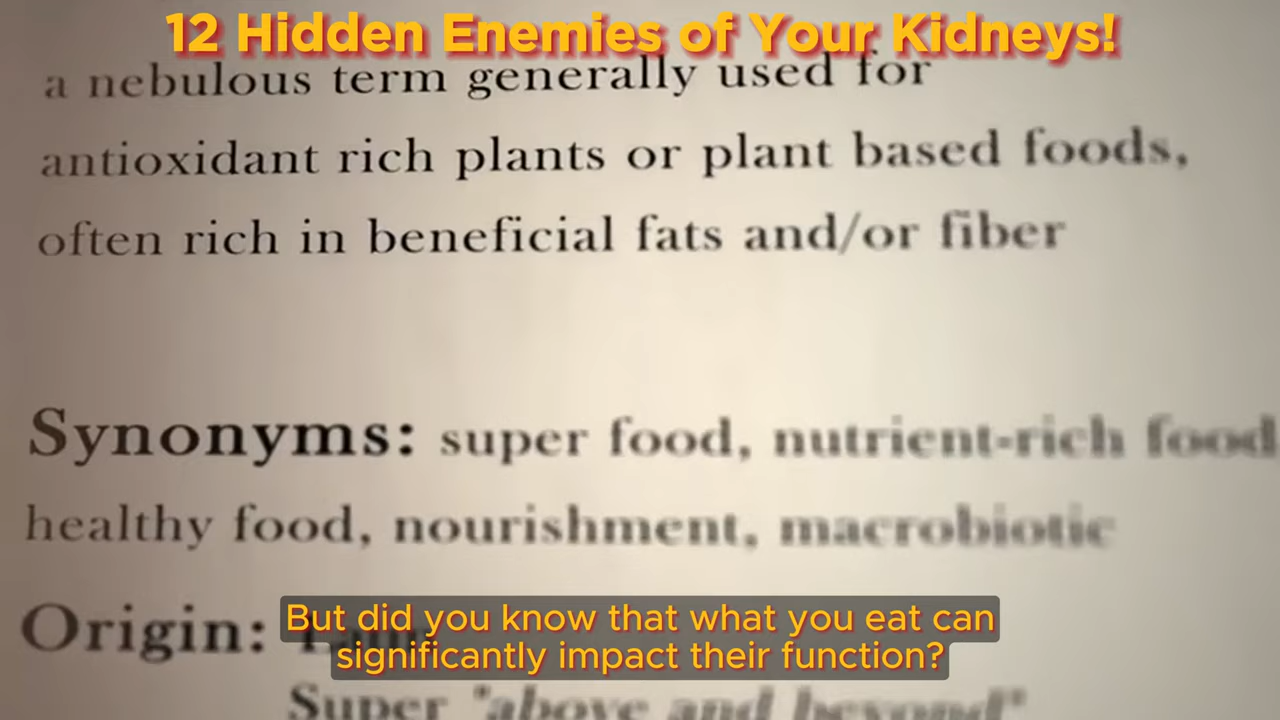 12 Hidden Enemies of Your Kidneys!
a nebulous term generally used for
antioxidant rich plants or plant based foods,
often rich in beneficial fats and/or fiber
Synonyms: super food, nutrient-rich food
healthy food, nourishment, macrobiotic
Origin:
But did you know that what you eat can
significantly impact their function?
Super "above and beyond"